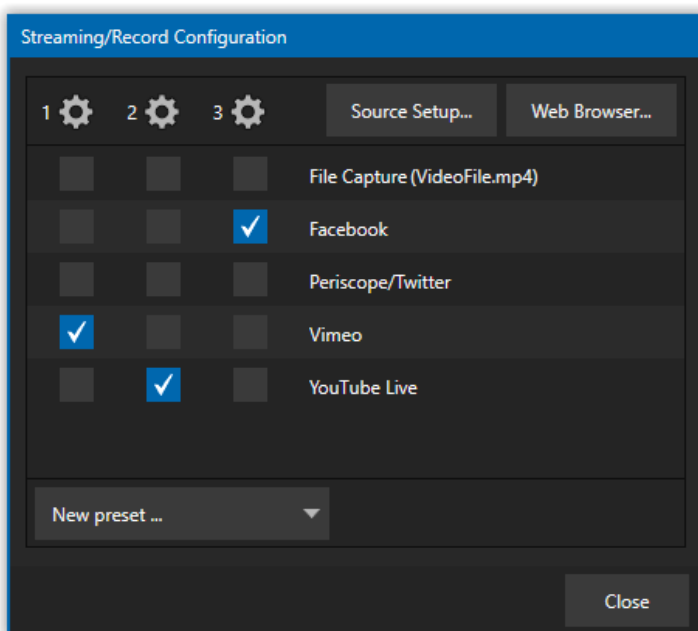 Streaming/Record Configuration
1 2 3 Source Setup... Web Browser...
File Capture (VideoFile.mp4)
Facebook
Periscope/Twitter
Vimeo
YouTube Live
New preset ...
Close